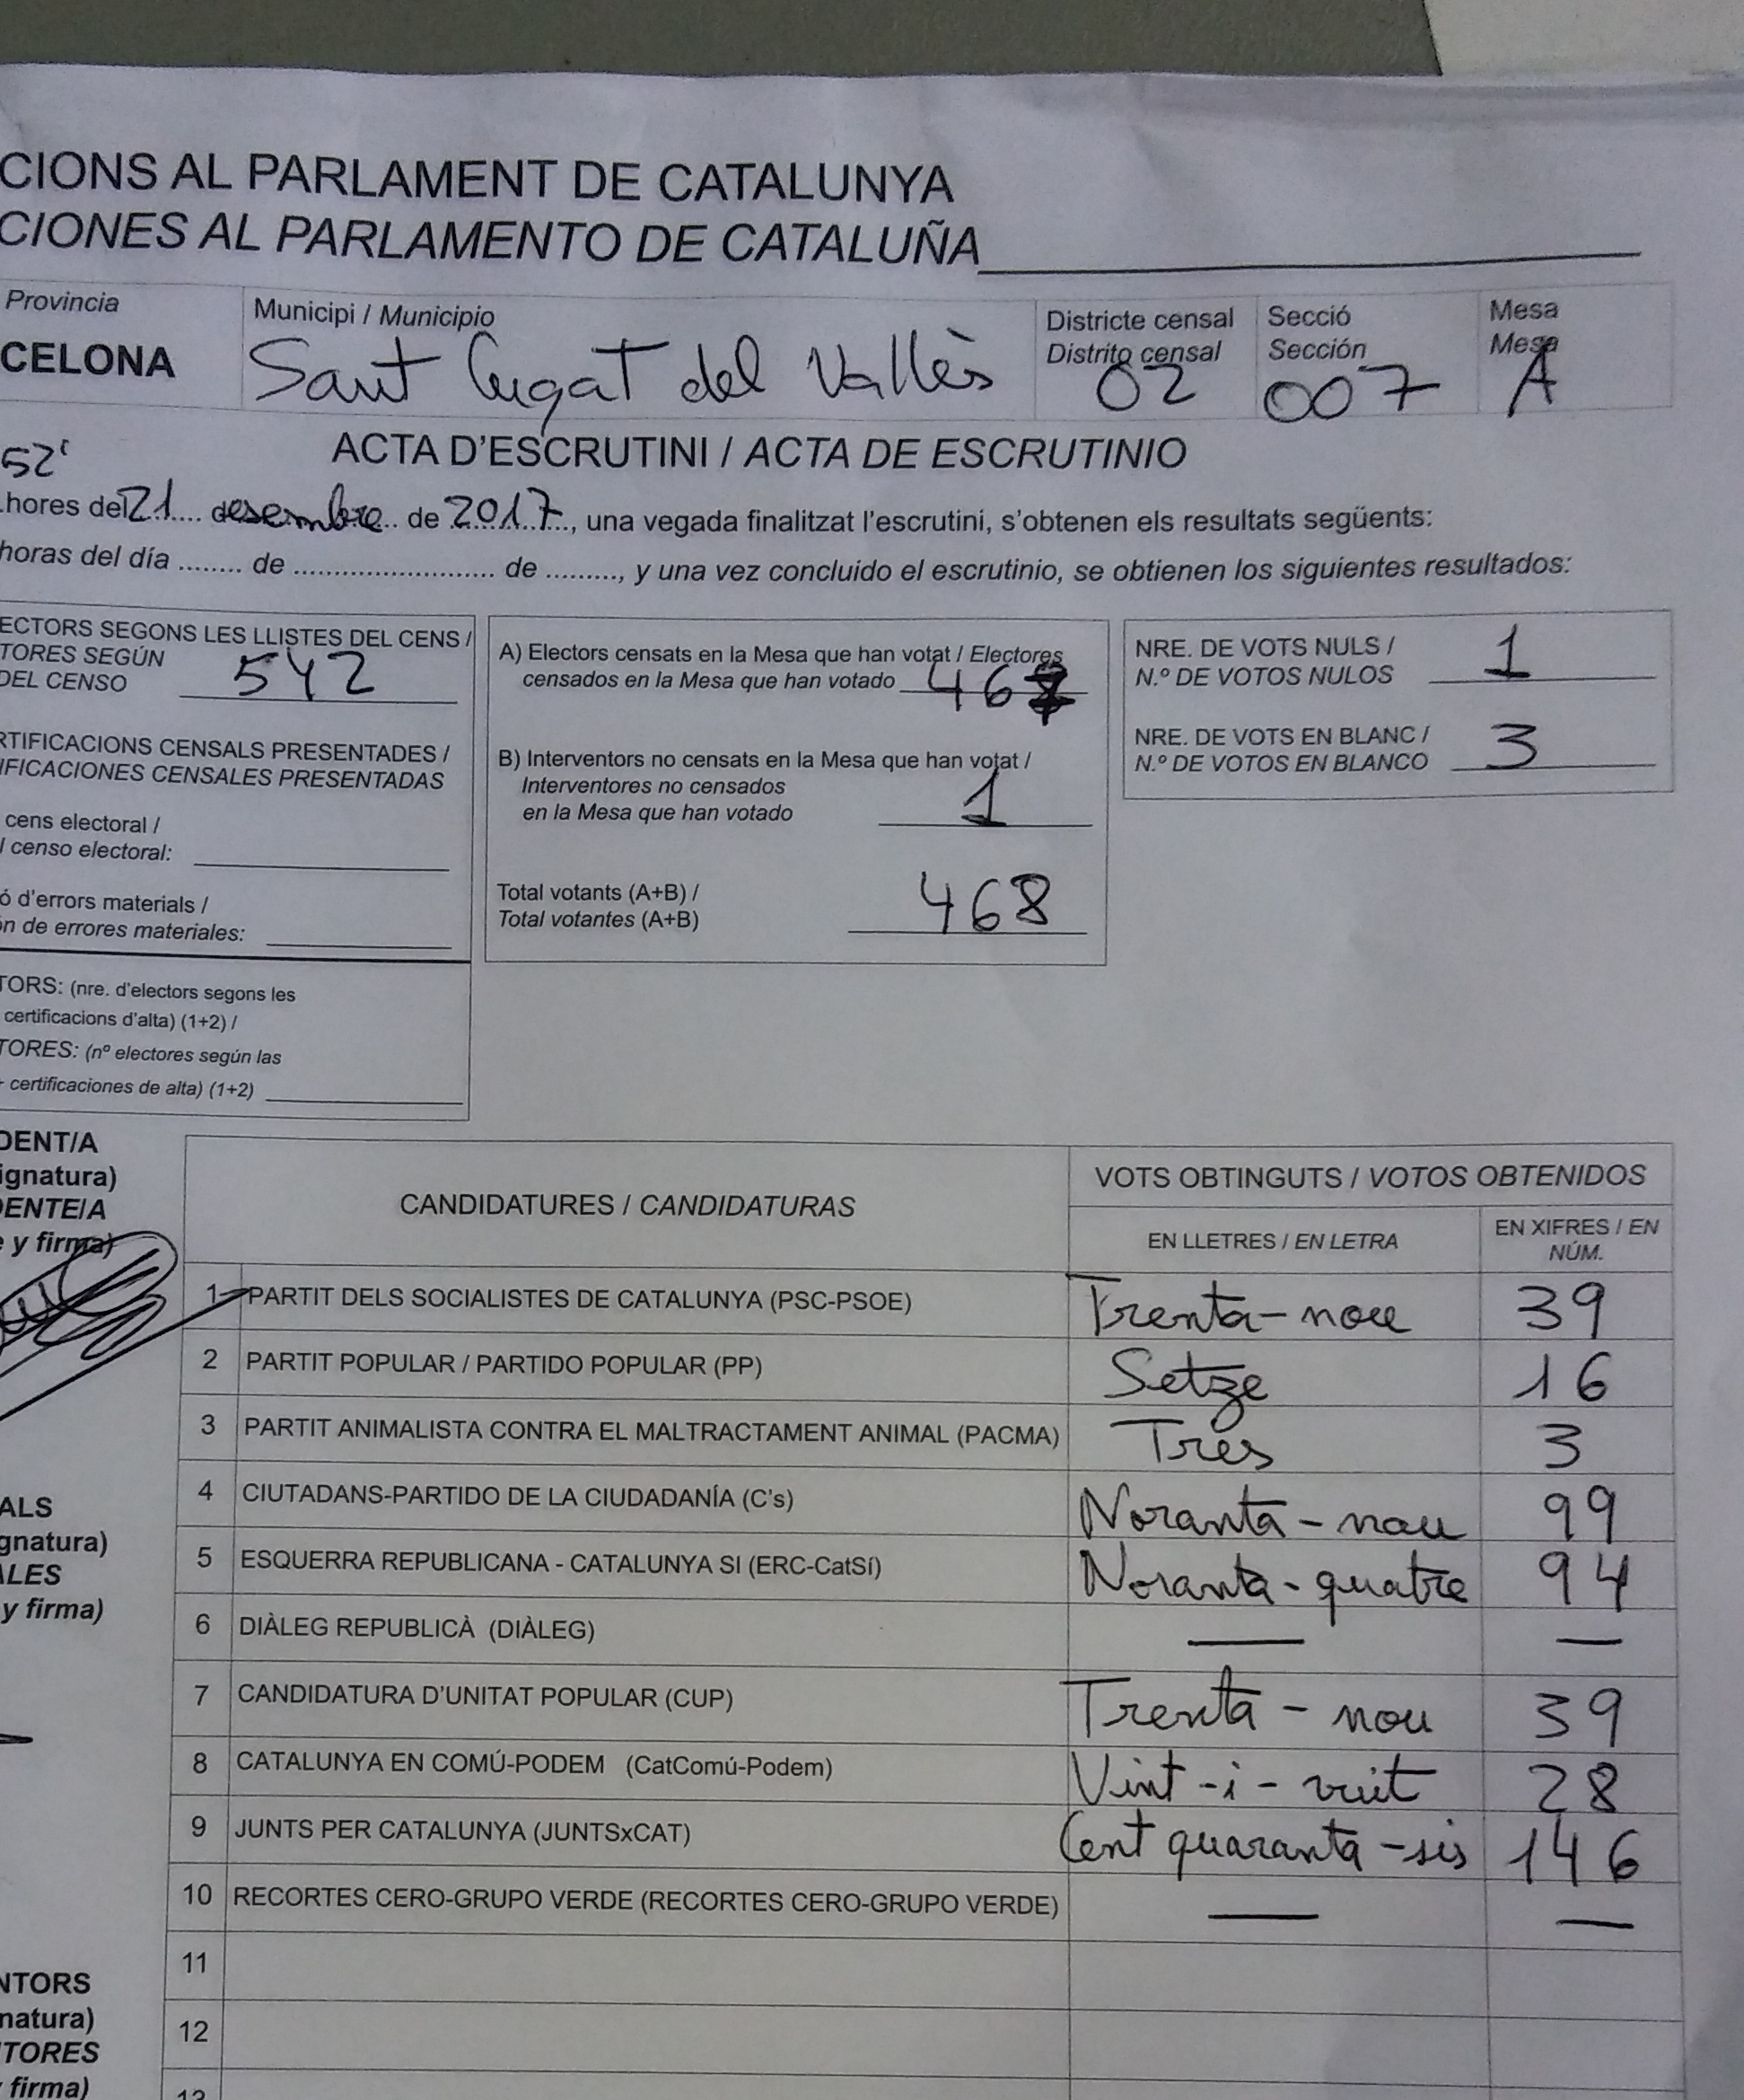 CIONS AL PARLAMENT DE CATALUNYA
CIONES AL PARLAMENTO DE CATALUÑA
Provincia
CELONA
Municipi / Municipio
Sant Cugat del Vallès
Districte censal
Distrito censal
02
Secció
Sección
007
Mesa
Mesa
A
ACTA D'ESCRUTINI / ACTA DE ESCRUTINIO
52'
hores del 21 desembre de 2017, una vegada finalitzat l'escrutini, s'obtenen els resultats següents:
horas del día ........ de .......................... de .........., y una vez concluido el escrutinio, se obtienen los siguientes resultados:
ECTORS SEGONS LES LLISTES DEL CENS /
TORES SEGÚN
DEL CENSO
542
RTIFICACIONS CENSALS PRESENTADES /
IFICACIONES CENSALES PRESENTADAS
cens electoral /
l censo electoral:
ó d'errors materials /
ón de errores materiales:
TORS: (nre. d'electors segons les
certificacions d'alta) (1+2) /
TORES: (nº electores según las
certificaciones de alta) (1+2)
A) Electors censats en la Mesa que han votat / Electores
censados en la Mesa que han votado 467
B) Interventors no censats en la Mesa que han votat /
Interventores no censados
en la Mesa que han votado
1
Total votants (A+B) /
Total votantes (A+B)
468
NRE. DE VOTS NULS /
N.º DE VOTOS NULOS
1
NRE. DE VOTS EN BLANC /
N.º DE VOTOS EN BLANCO
3
DENT/A
ignatura)
DENTE/A
e y firma)
CANDIDATURES / CANDIDATURAS
VOTS OBTINGUTS / VOTOS OBTENIDOS
EN LLETRES / EN LETRA
EN XIFRES / EN
NÚM.
1 PARTIT DELS SOCIALISTES DE CATALUNYA (PSC-PSOE) Trenta-nou 39
2 PARTIT POPULAR / PARTIDO POPULAR (PP) Setge 16
3 PARTIT ANIMALISTA CONTRA EL MALTRACTAMENT ANIMAL (PACMA) Tres 3
4 CIUTADANS-PARTIDO DE LA CIUDADANÍA (C's) Noranta-nou 99
5 ESQUERRA REPUBLICANA - CATALUNYA SI (ERC-CatSí) Noranta-quatre 94
6 DIÀLEG REPUBLICÀ (DIÀLEG) — —
7 CANDIDATURA D'UNITAT POPULAR (CUP) Trenta-nou 39
8 CATALUNYA EN COMÚ-PODEM (CatComú-Podem) Vint-i-vuit 28
9 JUNTS PER CATALUNYA (JUNTSxCAT) Cent quaranta-sis 146
10 RECORTES CERO-GRUPO VERDE (RECORTES CERO-GRUPO VERDE) — —
11
12
13
ALS
gnatura)
ALES
y firma)
NTORS
natura)
TORES
firma)